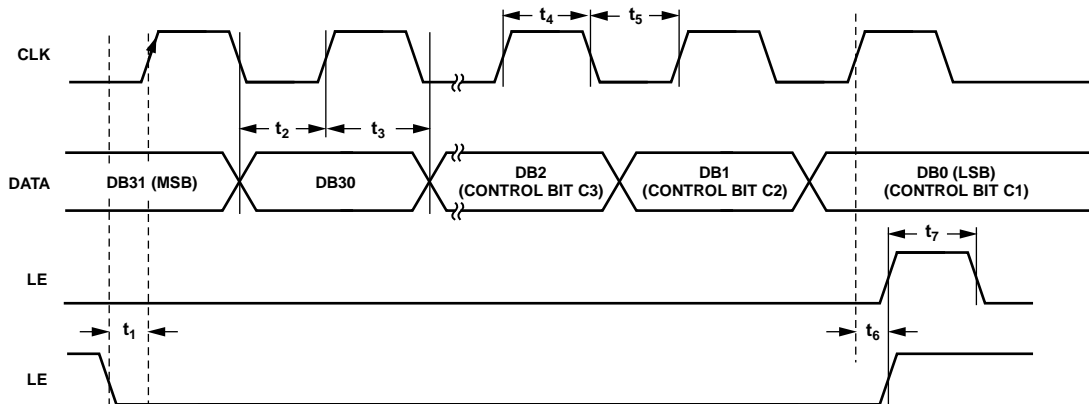 t4
t5
CLK
t2
t3
DATA
DB31 (MSB)
DB30
DB2
(CONTROL BIT C3)
DB1
(CONTROL BIT C2)
DB0 (LSB)
(CONTROL BIT C1)
t7
LE
t1
t6
LE